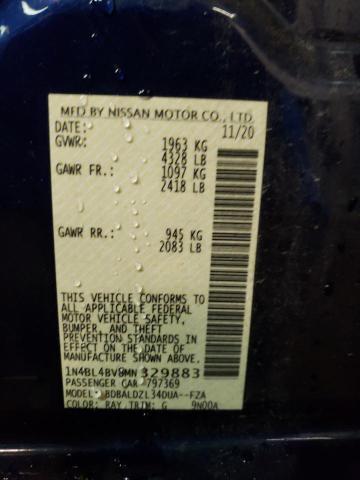 MFD BY NISSAN MOTOR CO., LTD.
DATE: 11/20
GVWR: 1963 KG
4328 LB
GAWR FR.: 1097 KG
2418 LB
GAWR RR.: 945 KG
2083 LB
THIS VEHICLE CONFORMS TO
ALL APPLICABLE FEDERAL
MOTOR VEHICLE SAFETY,
BUMPER, AND THEFT
PREVENTION STANDARDS IN
EFFECT ON THE DATE OF
MANUFACTURE SHOWN ABOVE.
1N4BL4BV8MN 329883
PASSENGER CAR 797369
MODEL: BDBALDZL34DUA--FZA
COLOR: RAY TRIM: G 9N00A